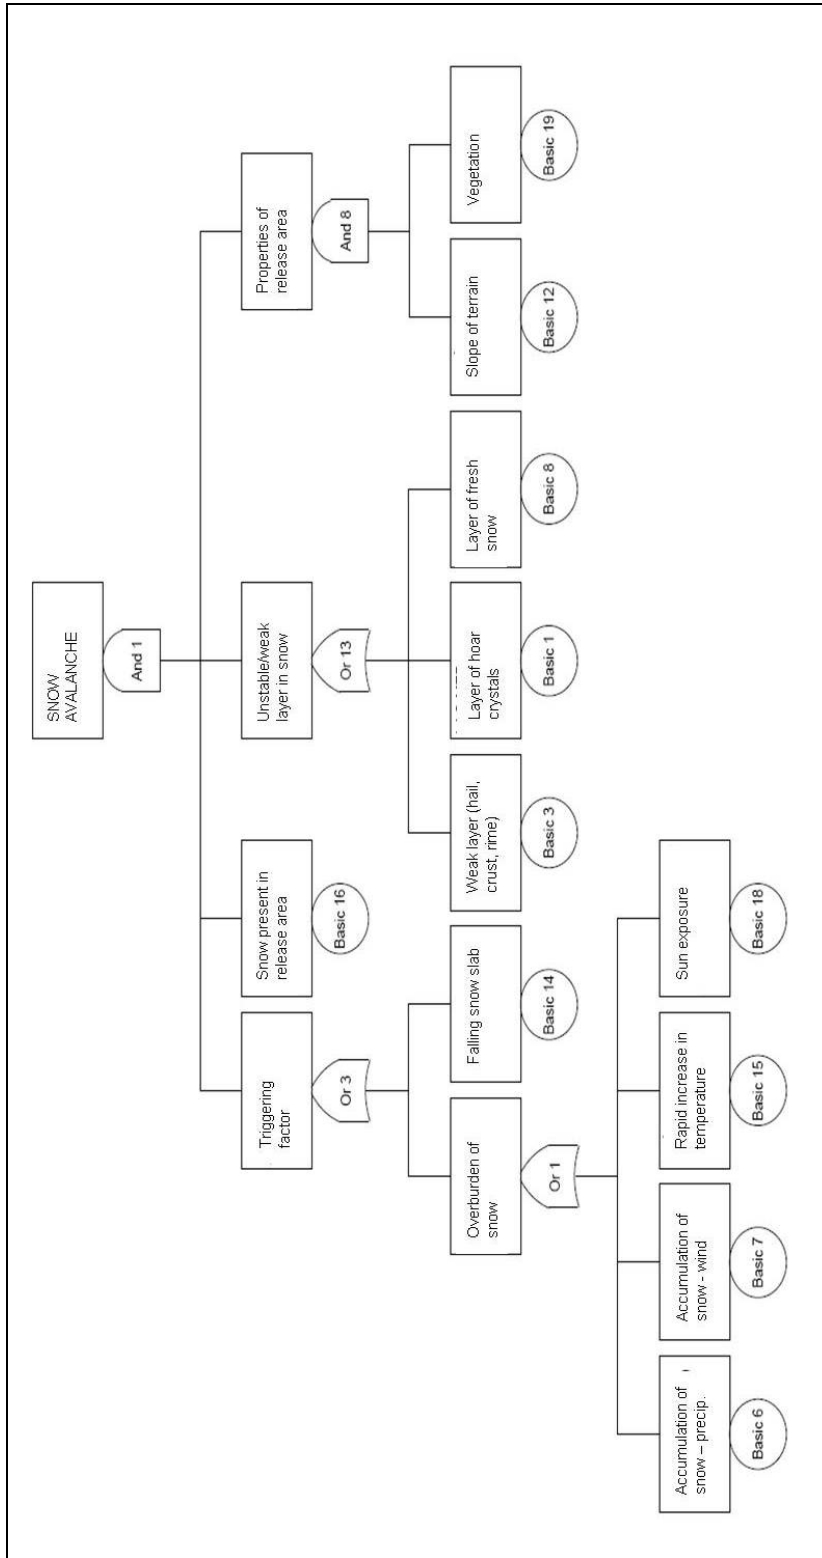 SNOW
AVALANCHE
And 1
Triggering
factor
Or 3
Snow present in
release area
Basic 16
Unstable/weak
layer in snow
Or 13
Properties of
release area
And 8
Overburden of
snow
Or 1
Falling snow slab
Basic 14
Weak layer (hail,
crust, rime)
Basic 3
Layer of hoar
crystals
Basic 1
Layer of fresh
snow
Basic 8
Slope of terrain
Basic 12
Vegetation
Basic 19
Accumulation of
snow – precip.
Basic 6
Accumulation of
snow - wind
Basic 7
Rapid increase in
temperature
Basic 15
Sun exposure
Basic 18